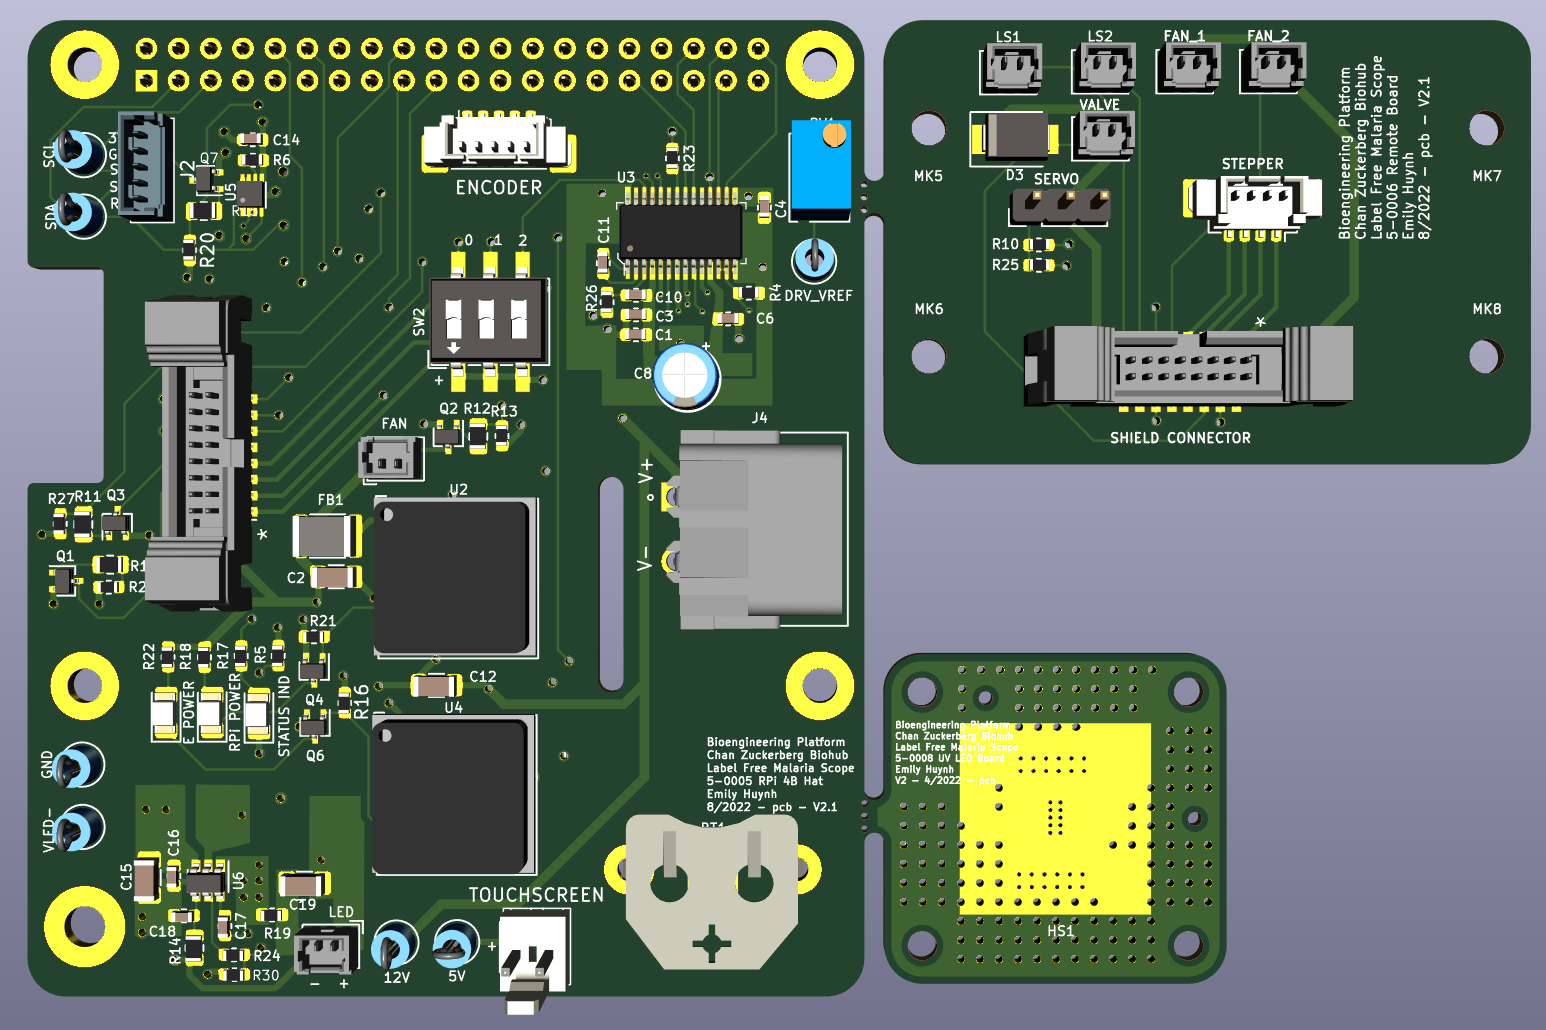 LS1
LS2
FAN_1
FAN_2
VALVE
D3
SERVO
STEPPER
R10
R25
MK5
MK7
MK6
MK8
*
SHIELD CONNECTOR
Bioengineering Platform
Chan Zuckerberg Biohub
Label Free Malaria Scope
5-0006 Remote Board
Emily Huynh
8/2022 - pcb - V2.1
SCL
SDA
J2
Q7
C14
R6
U5
R20
ENCODER
U3
R23
C4
C11
R26
C10
C3
C1
R4
C6
DRV_VREF
+
C8
0 1 2
SW2
+
Q2
R12
R13
FAN
J4
V+
V-
U2
FB1
C2
R27
R11
Q3
Q1
*
R21
R22
R18
R17
R5
E POWER
RPi POWER
STATUS IND
Q4
Q6
R16
C12
U4
GND
VLED-
Bioengineering Platform
Chan Zuckerberg Biohub
Label Free Malaria Scope
5-0005 RPi 4B Hat
Emily Huynh
8/2022 - pcb - V2.1
C15
C16
U6
C19
C18
C17
R14
R19
R24
R30
LED
- +
12V
5V
TOUCHSCREEN
+
Bioengineering Platform
Chan Zuckerberg Biohub
Label Free Malaria Scope
5-0008 UV LED Board
Emily Huynh
V2 - 4/2022 - pcb
HS1